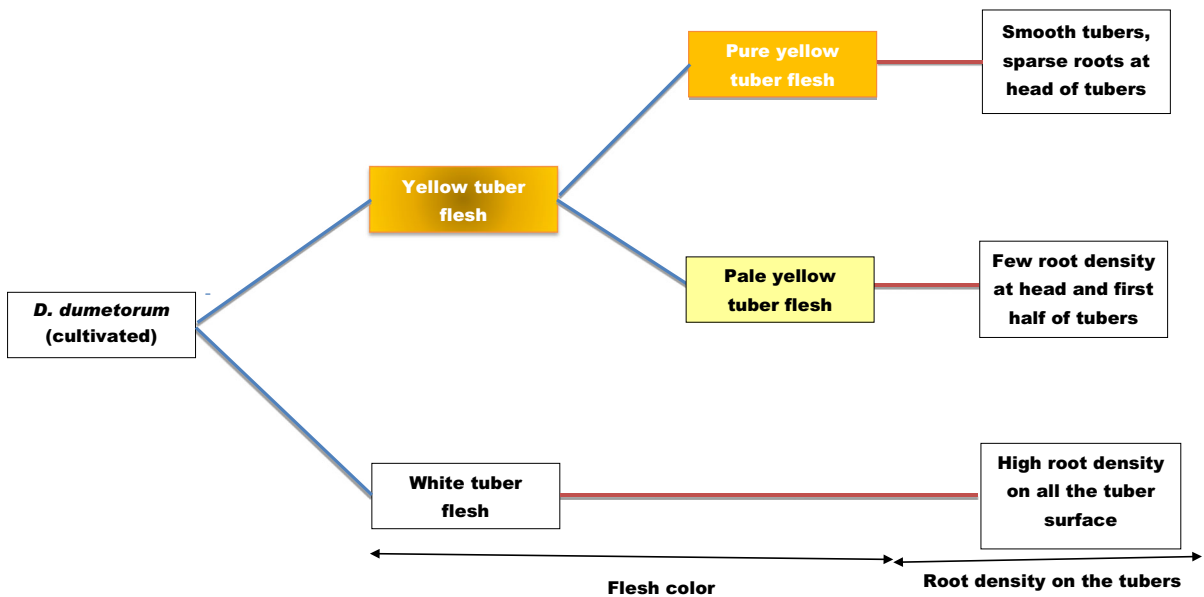 Pure yellow
tuber flesh
Smooth tubers,
sparse roots at
head of tubers
Yellow tuber
flesh
Pale yellow
tuber flesh
Few root density
at head and first
half of tubers
D. dumetorum
(cultivated)
White tuber
flesh
High root density
on all the tuber
surface
Flesh color
Root density on the tubers